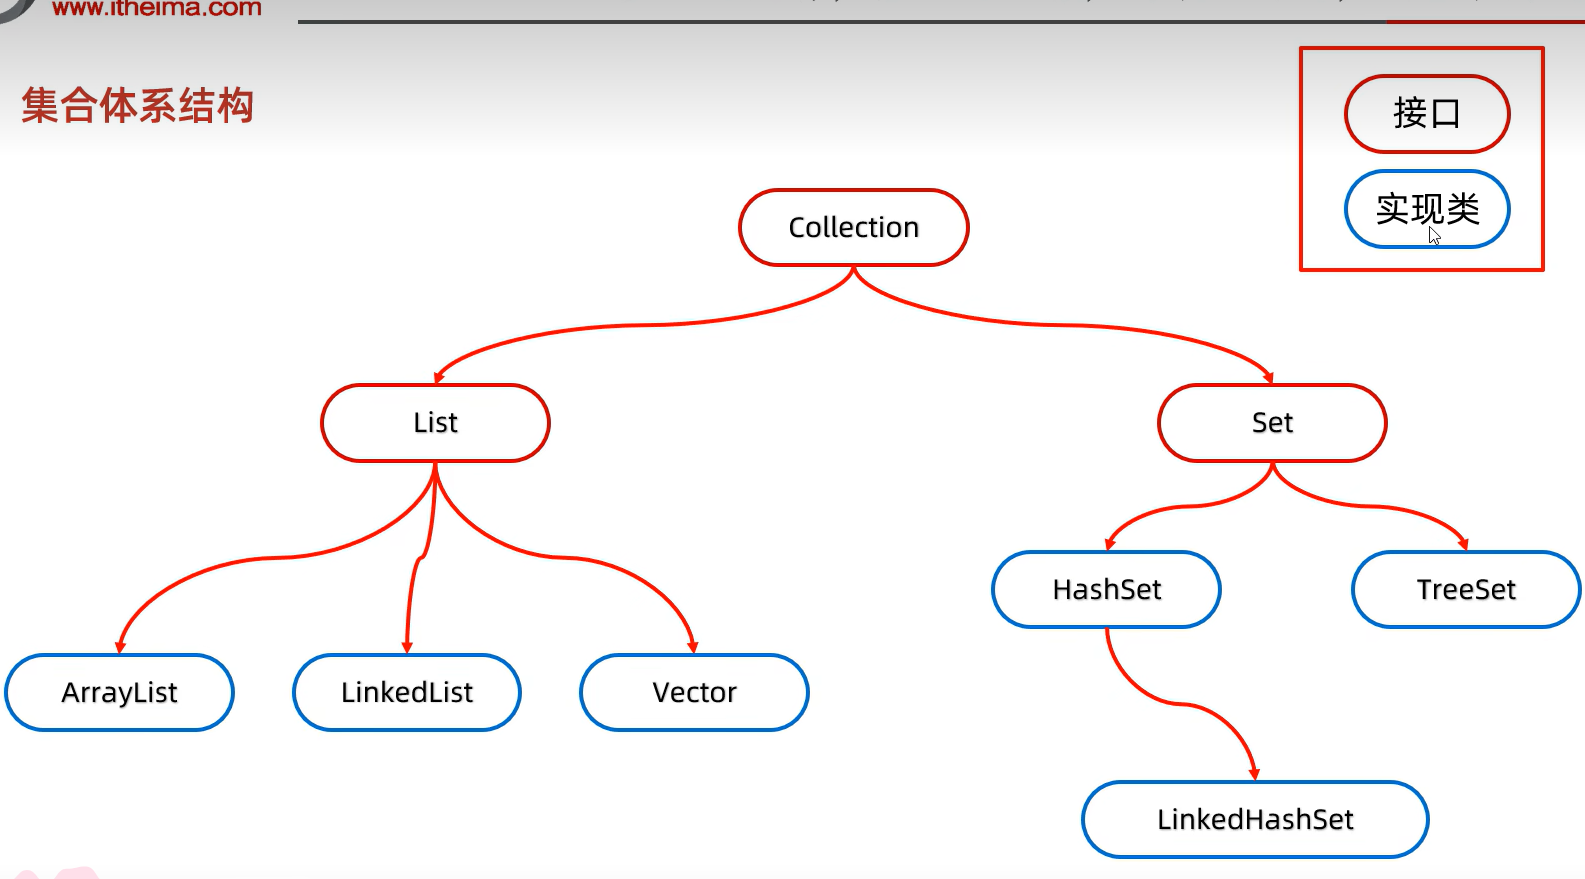 www.itheima.com
集合体系结构
接口
实现类
Collection
List
Set
HashSet
TreeSet
ArrayList
LinkedList
Vector
LinkedHashSet